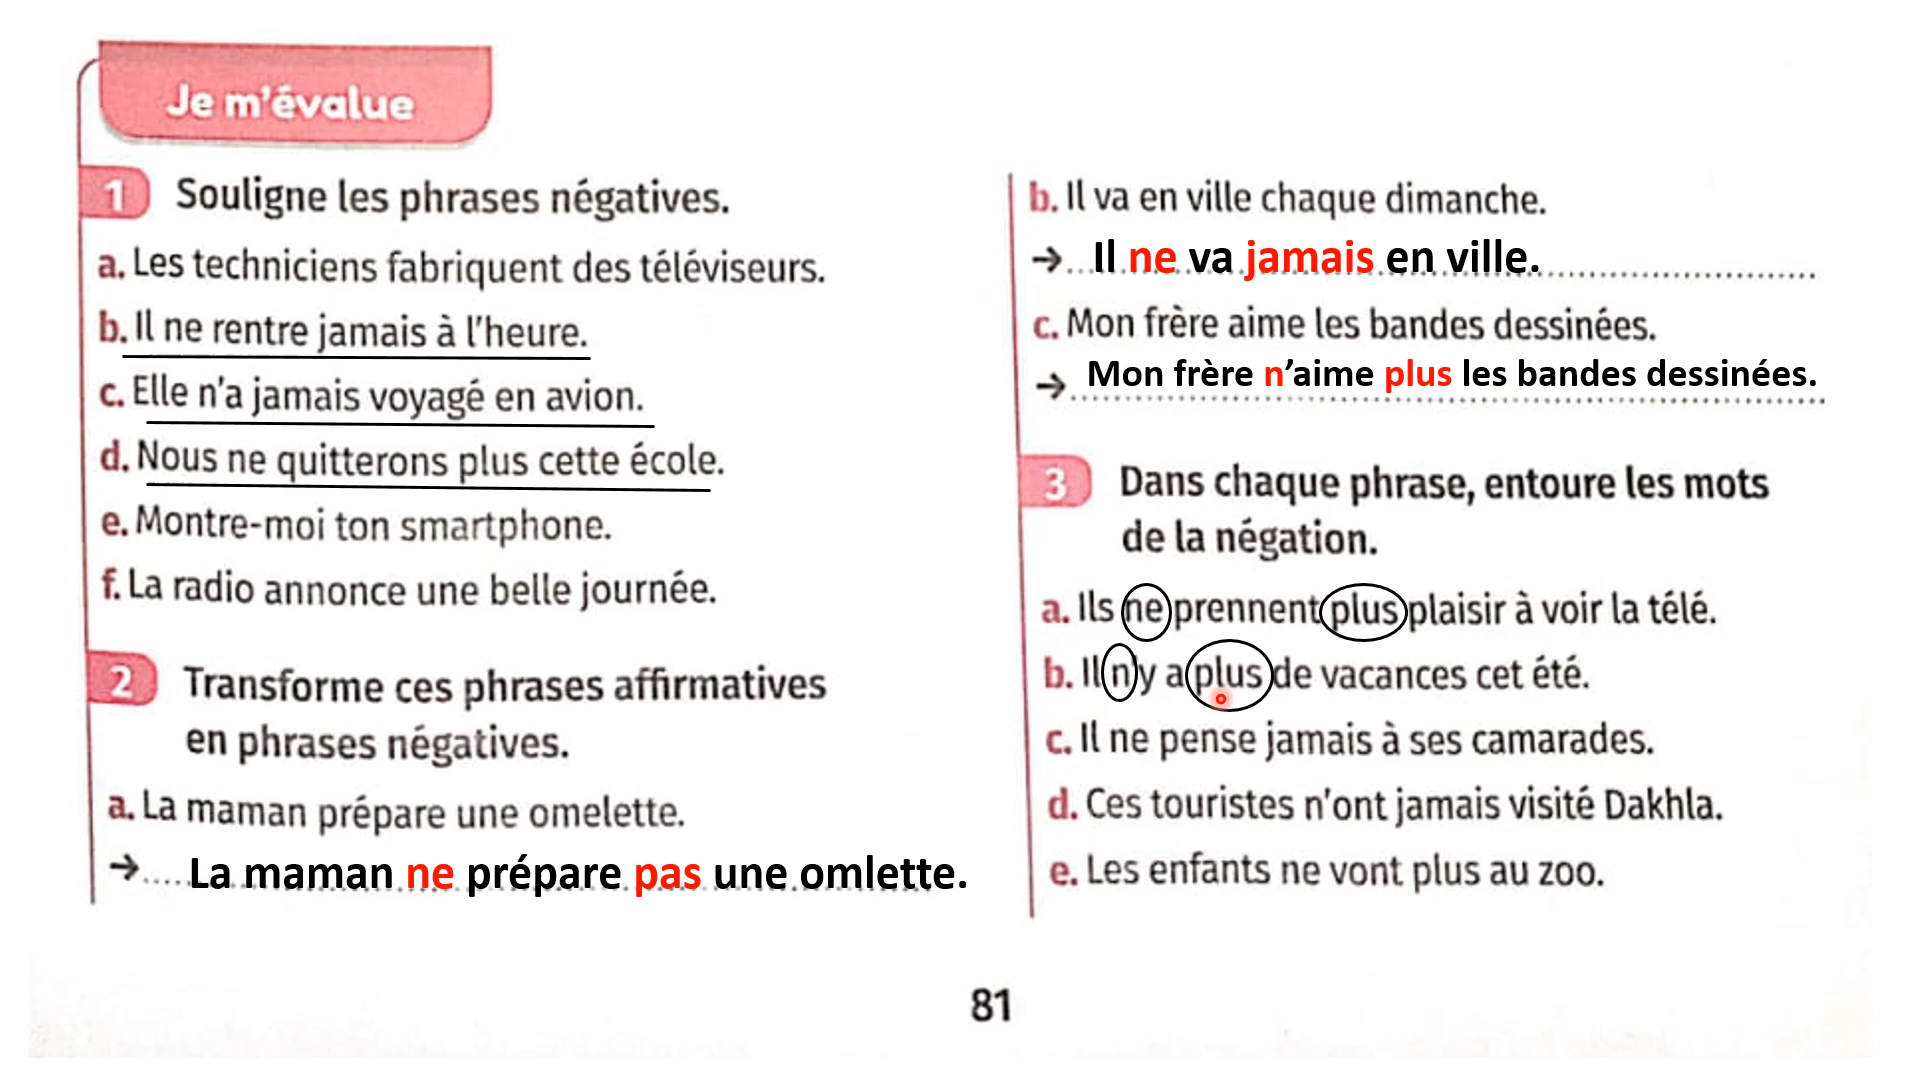 Je m'évalue
1 Souligne les phrases négatives.
a. Les techniciens fabriquent des téléviseurs.
b. Il ne rentre jamais à l'heure.
c. Elle n'a jamais voyagé en avion.
d. Nous ne quitterons plus cette école.
e. Montre-moi ton smartphone.
f. La radio annonce une belle journée.
2 Transforme ces phrases affirmatives
en phrases négatives.
a. La maman prépare une omelette.
→ La maman ne prépare pas une omlette.
b. Il va en ville chaque dimanche.
→ Il ne va jamais en ville.
c. Mon frère aime les bandes dessinées.
→ Mon frère n’aime plus les bandes dessinées.
3 Dans chaque phrase, entoure les mots
de la négation.
a. Ils ne prennent plus plaisir à voir la télé.
b. Il n'y a plus de vacances cet été.
c. Il ne pense jamais à ses camarades.
d. Ces touristes n'ont jamais visité Dakhla.
e. Les enfants ne vont plus au zoo.
81